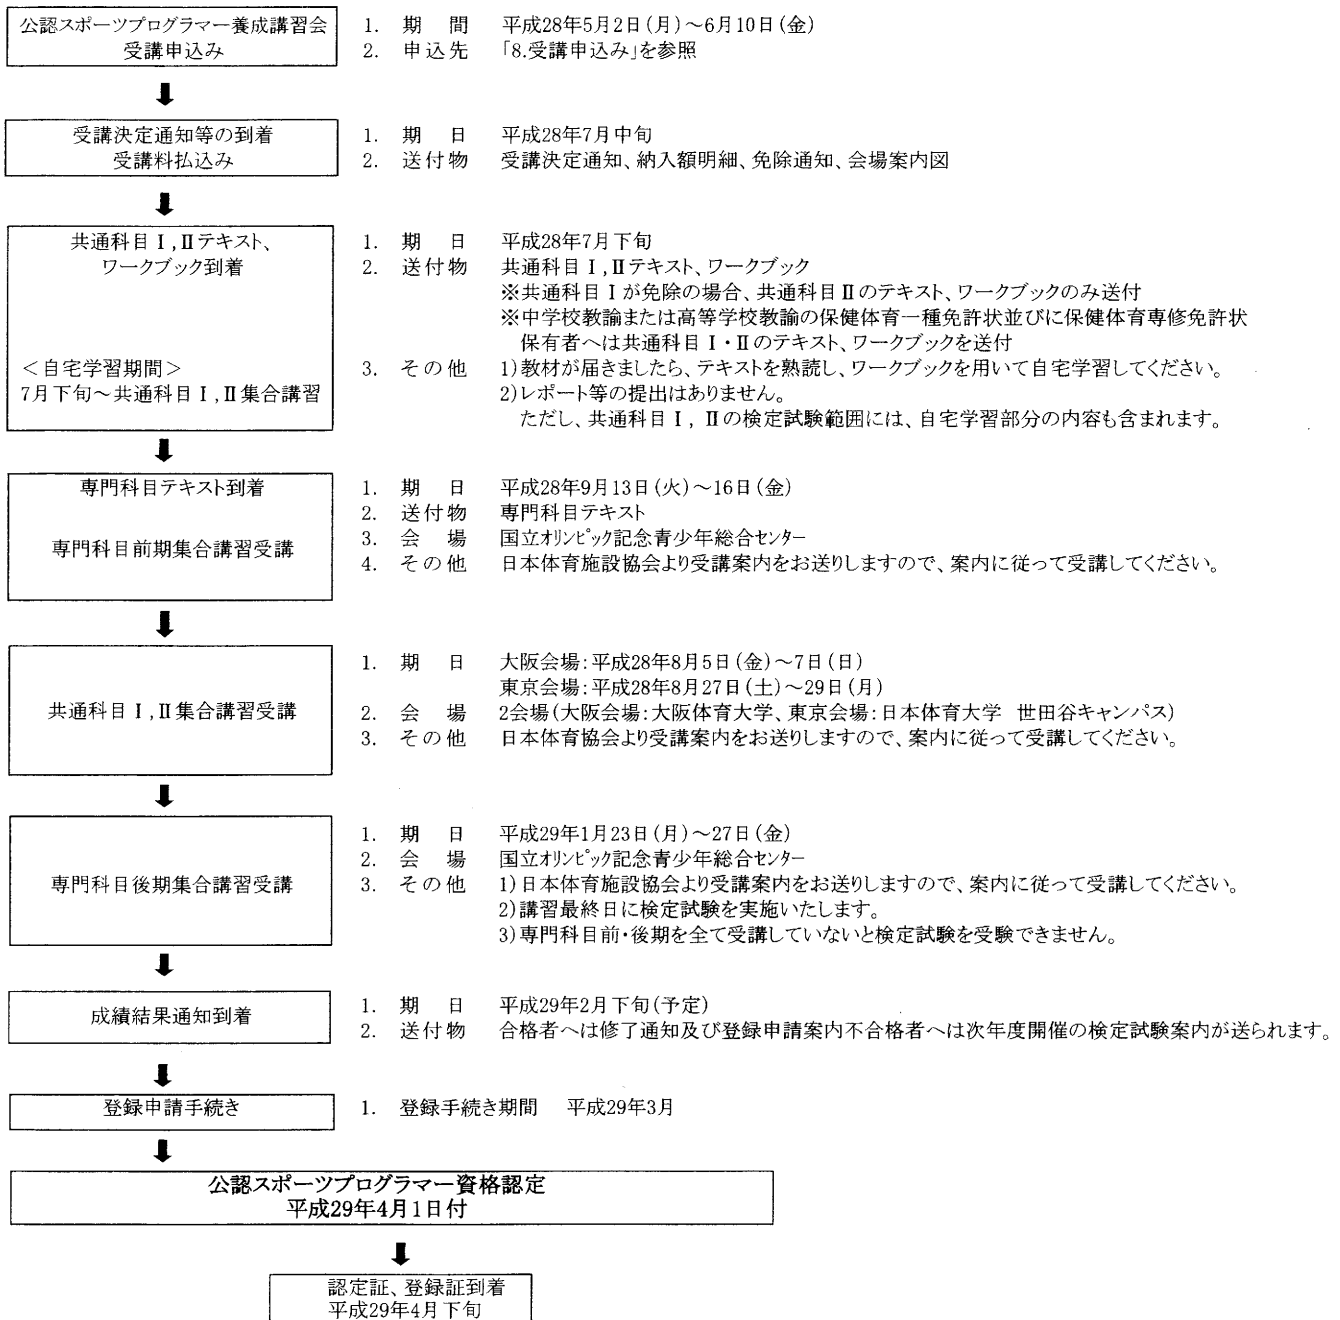 公認スポーツプログラマー養成講習会
受講申込み
1. 期 間 平成28年5月2日(月)～6月10日(金)
2. 申込先 「8.受講申込み」を参照
受講決定通知等の到着
受講料払込み
1. 期 日 平成28年7月中旬
2. 送付物 受講決定通知、納入額明細、免除通知、会場案内図
共通科目Ⅰ,Ⅱテキスト、
ワークブック到着
＜自宅学習期間＞
7月下旬～共通科目Ⅰ,Ⅱ集合講習
1. 期 日 平成28年7月下旬
2. 送付物 共通科目Ⅰ,Ⅱテキスト、ワークブック
※共通科目Ⅰが免除の場合、共通科目Ⅱのテキスト、ワークブックのみ送付
※中学校教諭または高等学校教諭の保健体育一種免許状並びに保健体育専修免許状
保有者へは共通科目Ⅰ・Ⅱのテキスト、ワークブックを送付
3. その他 1)教材が届きましたら、テキストを熟読し、ワークブックを用いて自宅学習してください。
2)レポート等の提出はありません。
ただし、共通科目Ⅰ, Ⅱの検定試験範囲には、自宅学習部分の内容も含まれます。
専門科目テキスト到着
専門科目前期集合講習受講
1. 期 日 平成28年9月13日(火)～16日(金)
2. 送付物 専門科目テキスト
3. 会 場 国立オリンピック記念青少年総合センター
4. その他 日本体育施設協会より受講案内をお送りしますので、案内に従って受講してください。
共通科目Ⅰ,Ⅱ集合講習受講
1. 期 日 大阪会場:平成28年8月5日(金)～7日(日)
東京会場:平成28年8月27日(土)～29日(月)
2. 会 場 2会場(大阪会場:大阪体育大学、東京会場:日本体育大学 世田谷キャンパス)
3. その他 日本体育協会より受講案内をお送りしますので、案内に従って受講してください。
専門科目後期集合講習受講
1. 期 日 平成29年1月23日(月)～27日(金)
2. 会 場 国立オリンピック記念青少年総合センター
3. その他 1)日本体育施設協会より受講案内をお送りしますので、案内に従って受講してください。
2)講習最終日に検定試験を実施いたします。
3)専門科目前・後期を全て受講していないと検定試験を受験できません。
成績結果通知到着
1. 期 日 平成29年2月下旬(予定)
2. 送付物 合格者へは修了通知及び登録申請案内不合格者へは次年度開催の検定試験案内が送られます。
登録申請手続き
1. 登録手続き期間 平成29年3月
公認スポーツプログラマー資格認定
平成29年4月1日付
認定証、登録証到着
平成29年4月下旬